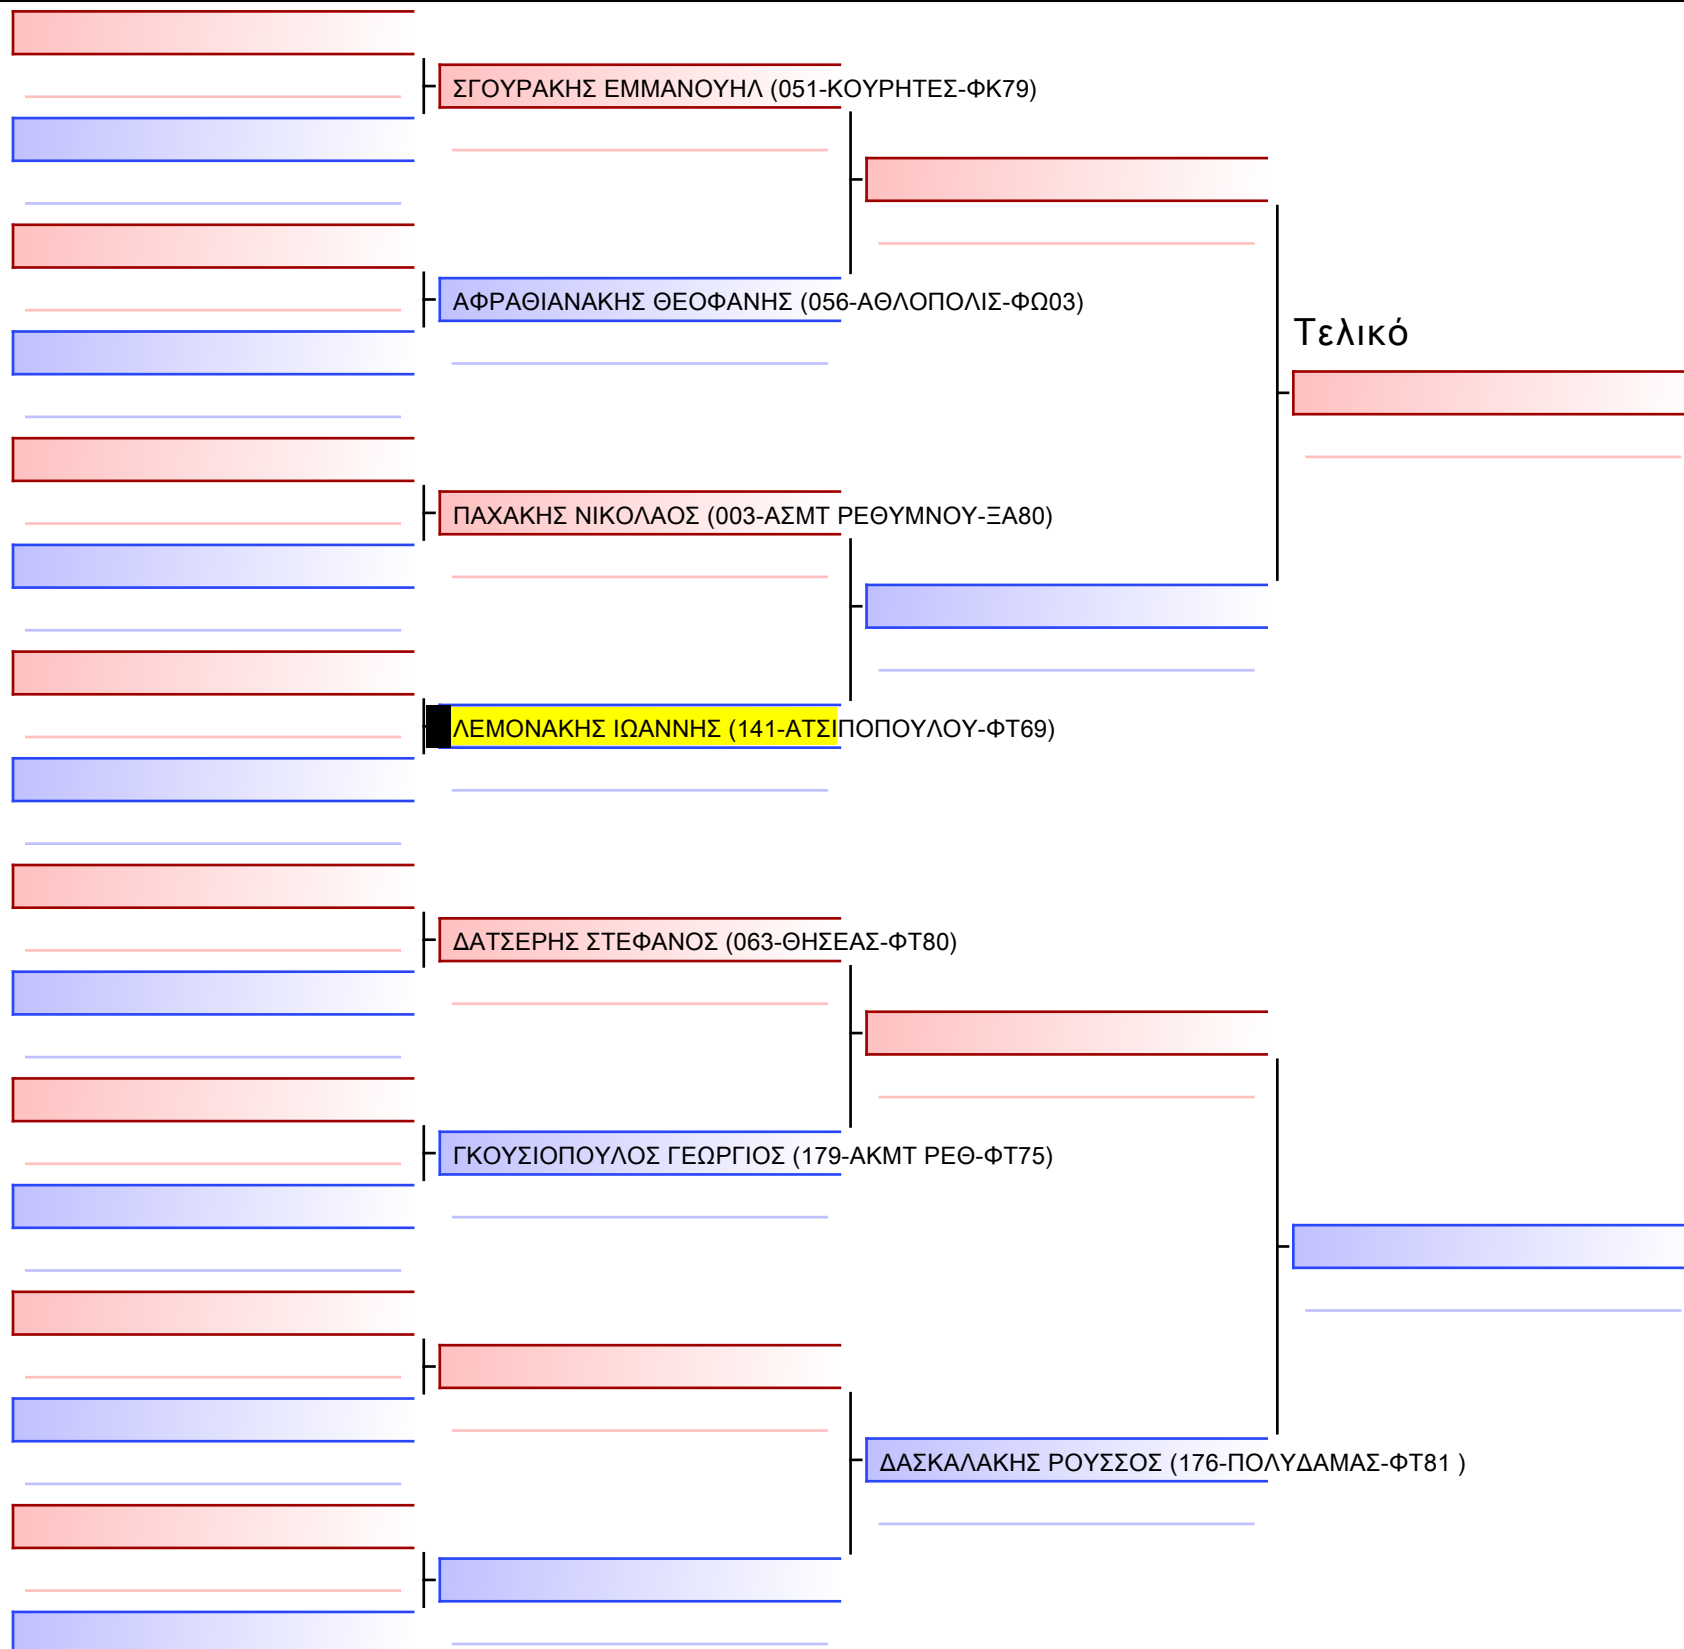 ΣΓΟΥΡΑΚΗΣ ΕΜΜΑΝΟΥΗΛ (051-ΚΟΥΡΗΤΕΣ-ΦΚ79)
ΑΦΡΑΘΙΑΝΑΚΗΣ ΘΕΟΦΑΝΗΣ (056-ΑΘΛΟΠΟΛΙΣ-ΦΩ03)
Τελικό
ΠΑΧΑΚΗΣ ΝΙΚΟΛΑΟΣ (003-ΑΣΜΤ ΡΕΘΥΜΝΟΥ-ΞΑ80)
ΛΕΜΟΝΑΚΗΣ ΙΩΑΝΝΗΣ (141-ΑΤΣΙΠΟΠΟΥΛΟΥ-ΦΤ69)
ΔΑΤΣΕΡΗΣ ΣΤΕΦΑΝΟΣ (063-ΘΗΣΕΑΣ-ΦΤ80)
ΓΚΟΥΣΙΟΠΟΥΛΟΣ ΓΕΩΡΓΙΟΣ (179-ΑΚΜΤ ΡΕΘ-ΦΤ75)
ΔΑΣΚΑΛΑΚΗΣ ΡΟΥΣΣΟΣ (176-ΠΟΛΥΔΑΜΑΣ-ΦΤ81 )